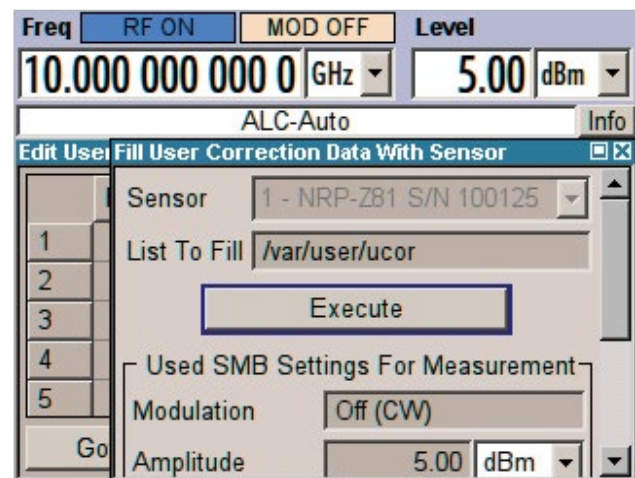 Freq RF ON MOD OFF Level
10.000 000 000 0 GHz 5.00 dBm
ALC-Auto Info
Edit User Fill User Correction Data With Sensor
Sensor 1 - NRP-Z81 S/N 100125
1 List To Fill /var/user/ucor
2
3 Execute
4 Used SMB Settings For Measurement
5 Modulation Off (CW)
Go Amplitude 5.00 dBm